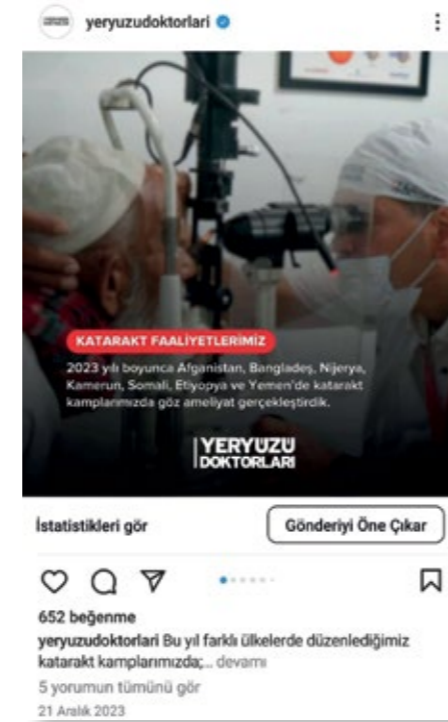 yeryuzudoktorlari
KATARAKT FAALİYETLERİMİZ
2023 yılı boyunca Afganistan, Bangladeş, Nijerya,
Kamerun, Somali, Etiyopya ve Yemen'de katarakt
kamplarımızda göz ameliyat gerçekleştirdik.
YERYÜZÜ
DOKTORLARI
İstatistikleri gör
Gönderiyi Öne Çıkar
652 beğenme
yeryuzudoktorlari Bu yıl farklı ülkelerde düzenlediğimiz
katarakt kamplarımızda;... devamı
5 yorumun tümünü gör
21 Aralık 2023